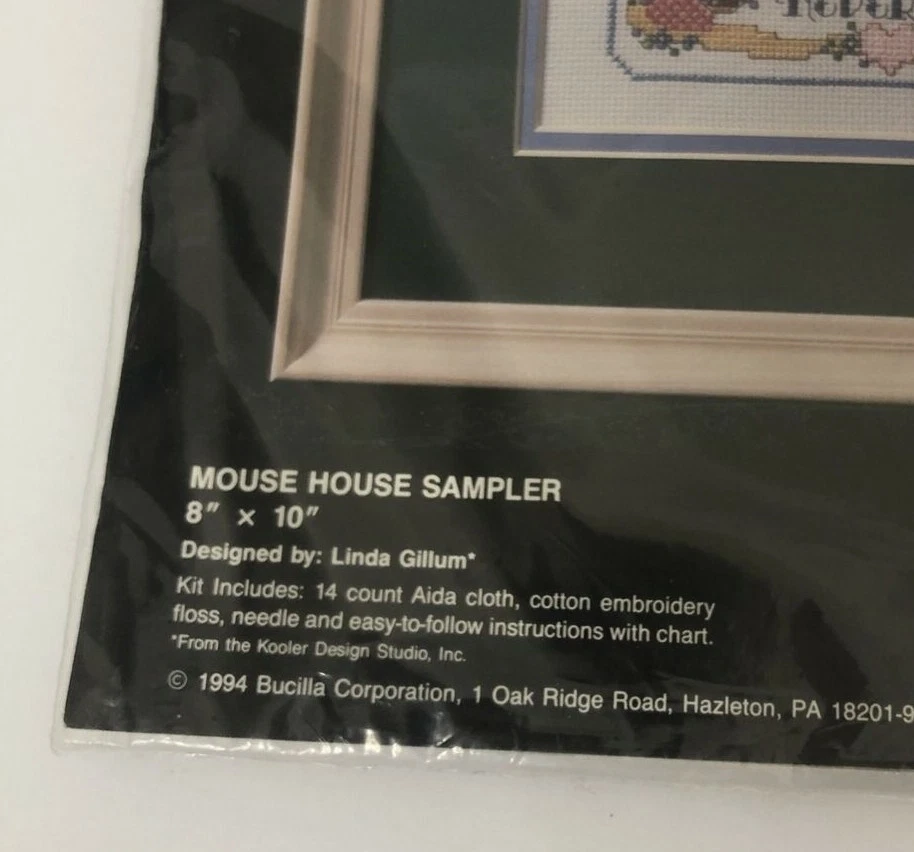 MOUSE HOUSE SAMPLER
8" x 10"
Designed by: Linda Gillum*
Kit Includes: 14 count Aida cloth, cotton embroidery
floss, needle and easy-to-follow instructions with chart.
*From the Kooler Design Studio, Inc.
© 1994 Bucilla Corporation, 1 Oak Ridge Road, Hazleton, PA 18201-9